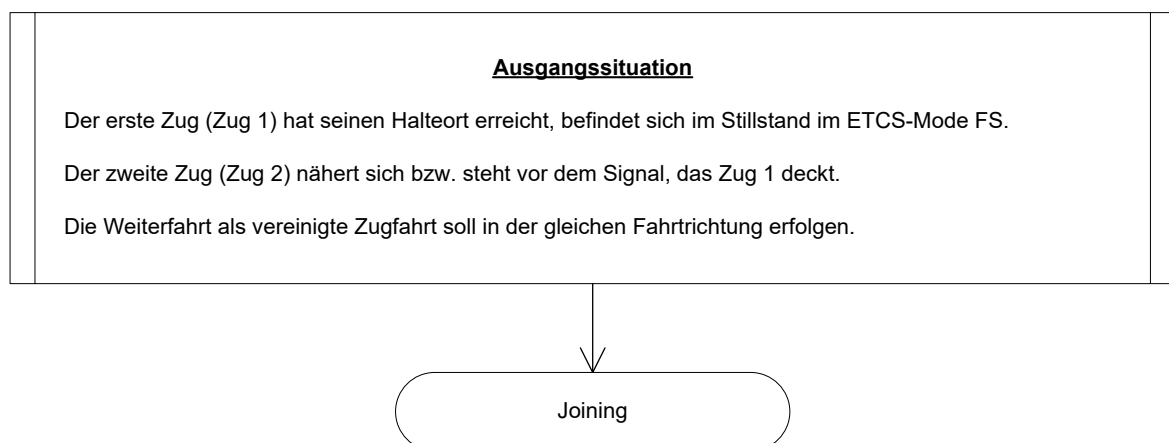 Ausgangssituation
Der erste Zug (Zug 1) hat seinen Halteort erreicht, befindet sich im Stillstand im ETCS-Mode FS.
Der zweite Zug (Zug 2) nähert sich bzw. steht vor dem Signal, das Zug 1 deckt.
Die Weiterfahrt als vereinigte Zugfahrt soll in der gleichen Fahrtrichtung erfolgen.
Joining